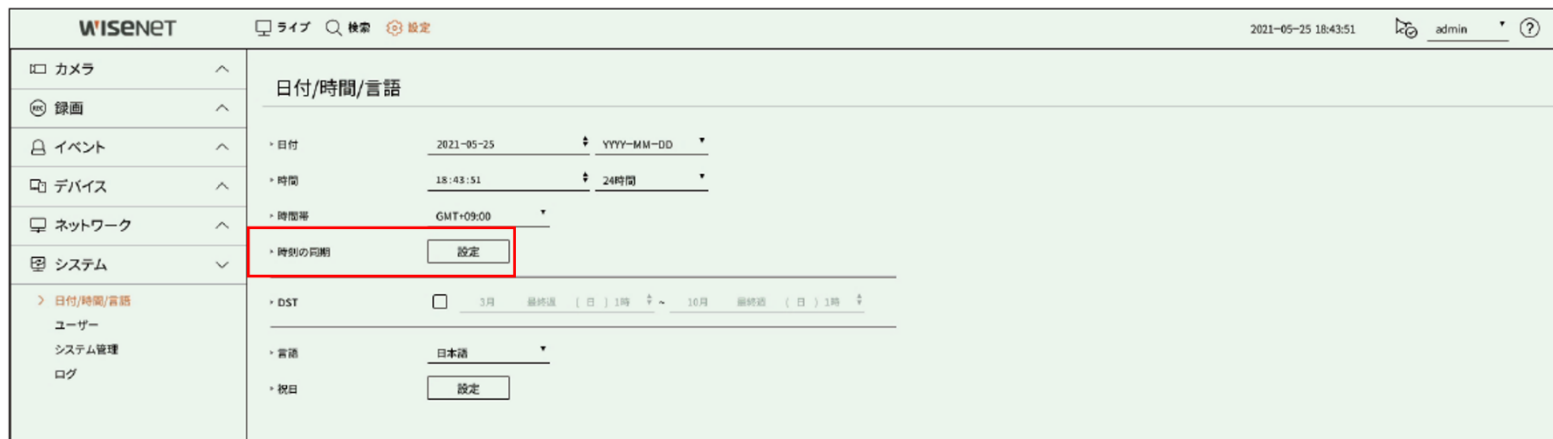 WISENET ライブ 検索 設定 2021-05-25 18:43:51 admin ?
カメラ
REC 録画
イベント
デバイス
ネットワーク
システム
日付/時間/言語
ユーザー
システム管理
ログ
日付/時間/言語
日付 2021-05-25 YYYY-MM-DD
時間 18:43:51 24時間
時間帯 GMT+09:00
時刻の同期 設定
DST 3月 最終週 ( 日 ) 1時 ~ 10月 最終週 ( 日 ) 1時
言語 日本語
祝日 設定